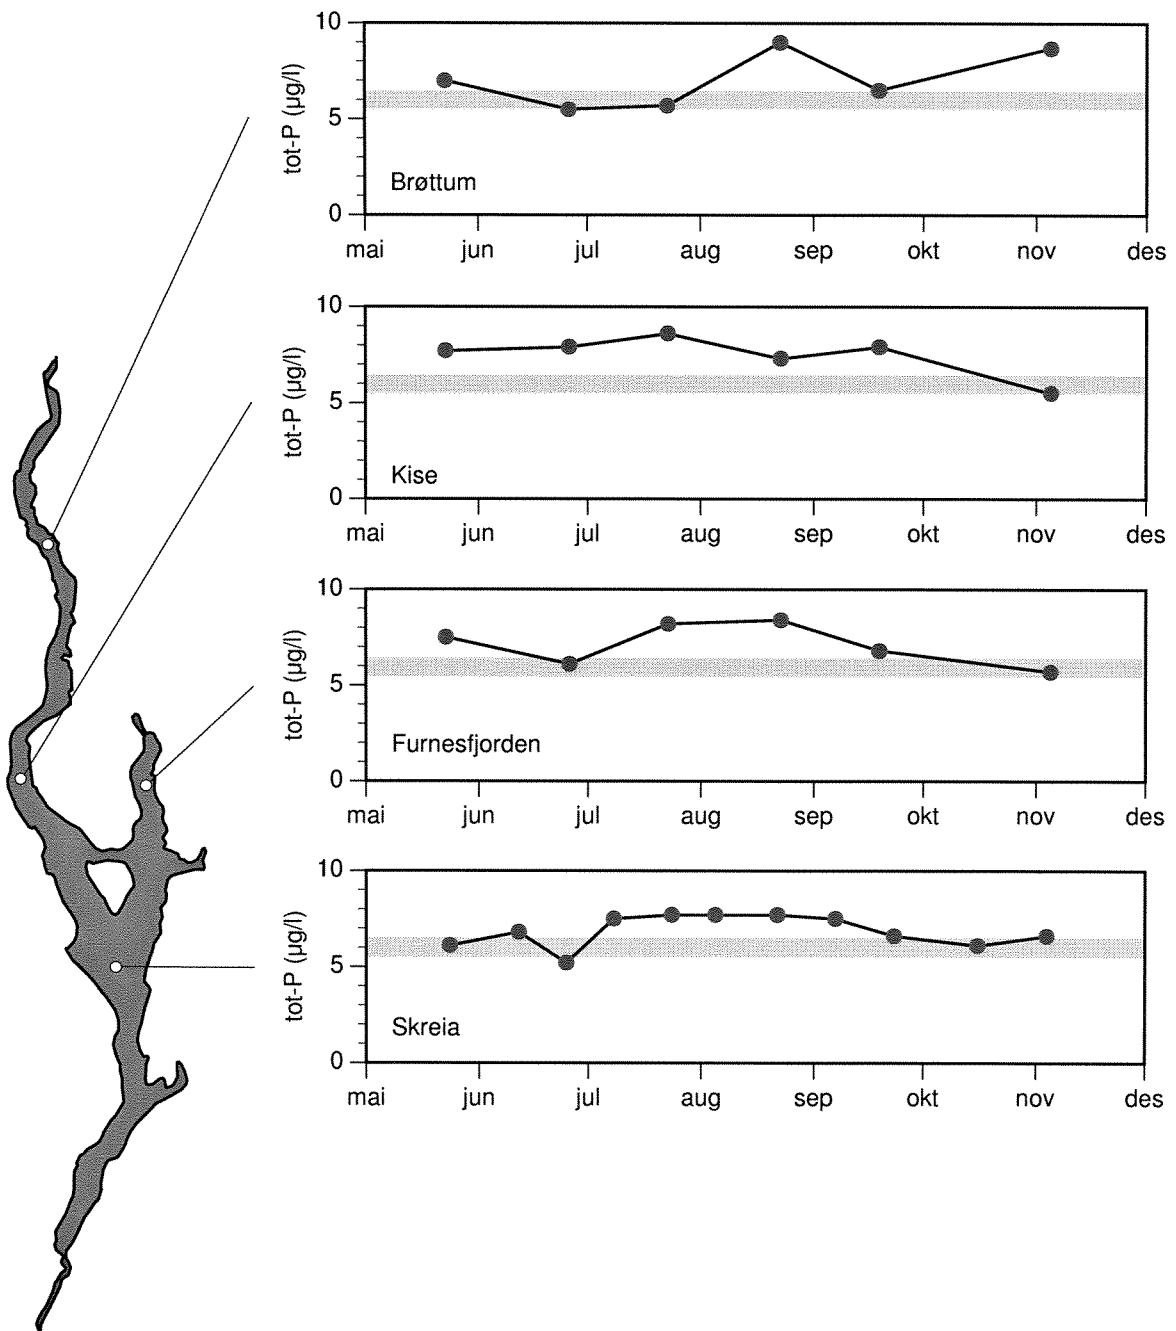 10
5
0
tot-P (µg/l)
Brøttum
mai jun jul aug sep okt nov des
10
5
0
tot-P (µg/l)
Kise
mai jun jul aug sep okt nov des
10
5
0
tot-P (µg/l)
Furnesfjorden
mai jun jul aug sep okt nov des
10
5
0
tot-P (µg/l)
Skreia
mai jun jul aug sep okt nov des